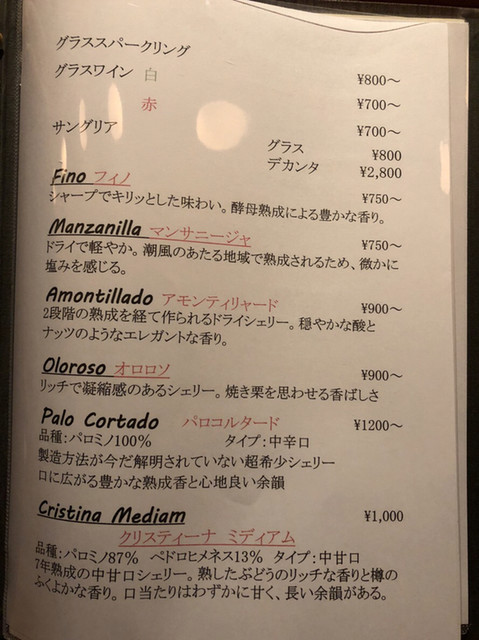 グラススパークリング
¥800～
グラスワイン 白
¥700～
赤
¥700～
サングリア
グラス ¥800
デカンタ ¥2,800
Fino フィノ ¥750～
シャープでキリッとした味わい。酵母熟成による豊かな香り。
Manzanilla マンサニージャ ¥750～
ドライで軽やか。潮風のあたる地域で熟成されるため、微かに
塩みを感じる。
Amontillado アモンティリャード ¥900～
2段階の熟成を経て作られるドライシェリー。穏やかな酸と
ナッツのようなエレガントな香り。
Oloroso オロロソ ¥900～
リッチで凝縮感のあるシェリー。焼き栗を思わせる香ばしさ
Palo Cortado パロコルタード ¥1200～
品種：パロミノ100% タイプ：中辛口
製造方法が今だ解明されていない超希少シェリー
口に広がる豊かな熟成香と心地良い余韻
Cristina Mediam ¥1,000
クリスティーナ ミディアム
品種：パロミノ87% ペドロヒメネス13% タイプ：中甘口
7年熟成の中甘口シェリー。熟したぶどうのリッチな香りと樽の
ふくよかな香り。口当たりはわずかに甘く、長い余韻がある。